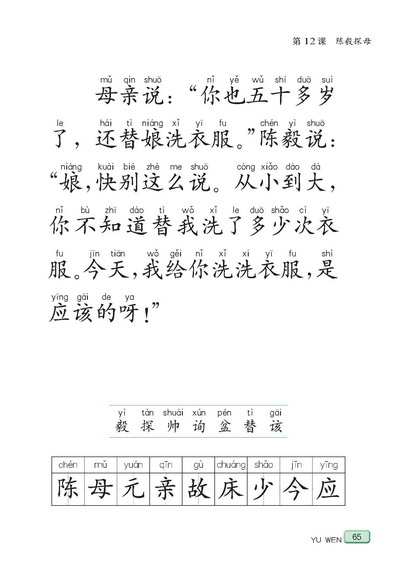 第12课 陈毅探母
mǔ qīn shuō nǐ yě wǔ shí duō suì
母亲说：“你也五十多岁
le hái tì niáng xǐ yī fu chén yì shuō
了，还替娘洗衣服。”陈毅说：
niáng kuài bié zhè me shuō cóng xiǎo dào dà
“娘，快别这么说。从小到大，
nǐ bù zhī dào tì wǒ xǐ le duō shǎo cì yī
你不知道替我洗了多少次衣
fu jīn tiān wǒ gěi nǐ xǐ xi yī fu shì
服。今天，我给你洗洗衣服，是
yīng gāi de ya
应该的呀！”
yì tàn shuài xún pén tì gāi
毅 探 帅 询 盆 替 该
chén mǔ yuán qīn gù chuáng shǎo jīn yīng
陈 母 元 亲 故 床 少 今 应
YU WEN 65